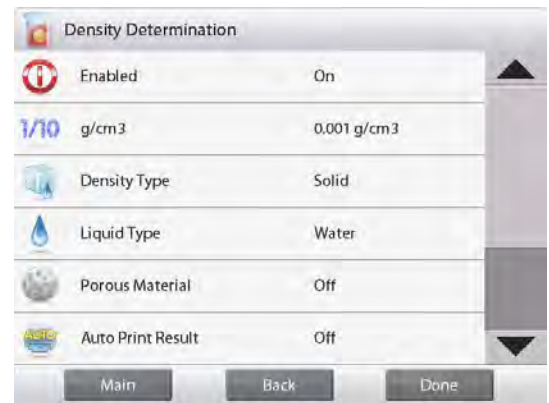 Density Determination
Enabled On
1/10 g/cm3 0.001 g/cm3
Density Type Solid
Liquid Type Water
Porous Material Off
AUTO Auto Print Result Off
Main Back Done